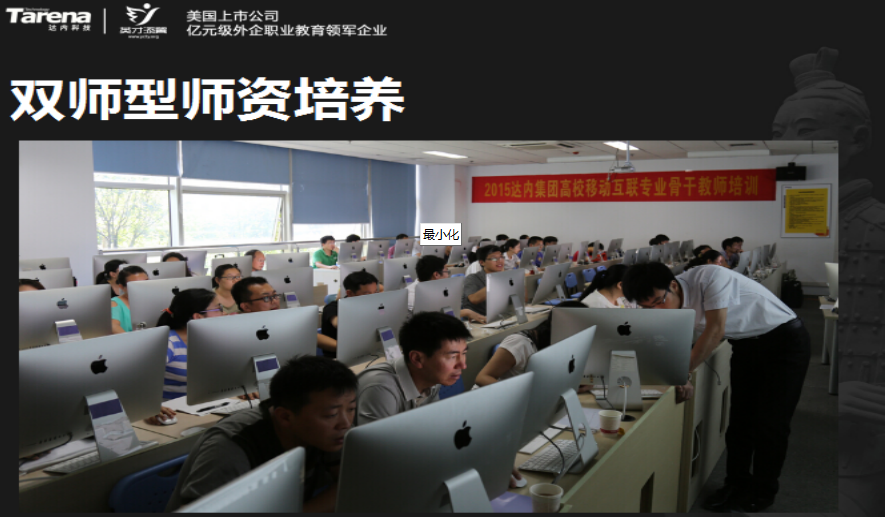 Tarena
Technology
达内科技
英才添翼
美国上市公司
亿元级外企职业教育领军企业
双师型师资培养
2015达内集团高校移动互联专业骨干教师培训
最小化